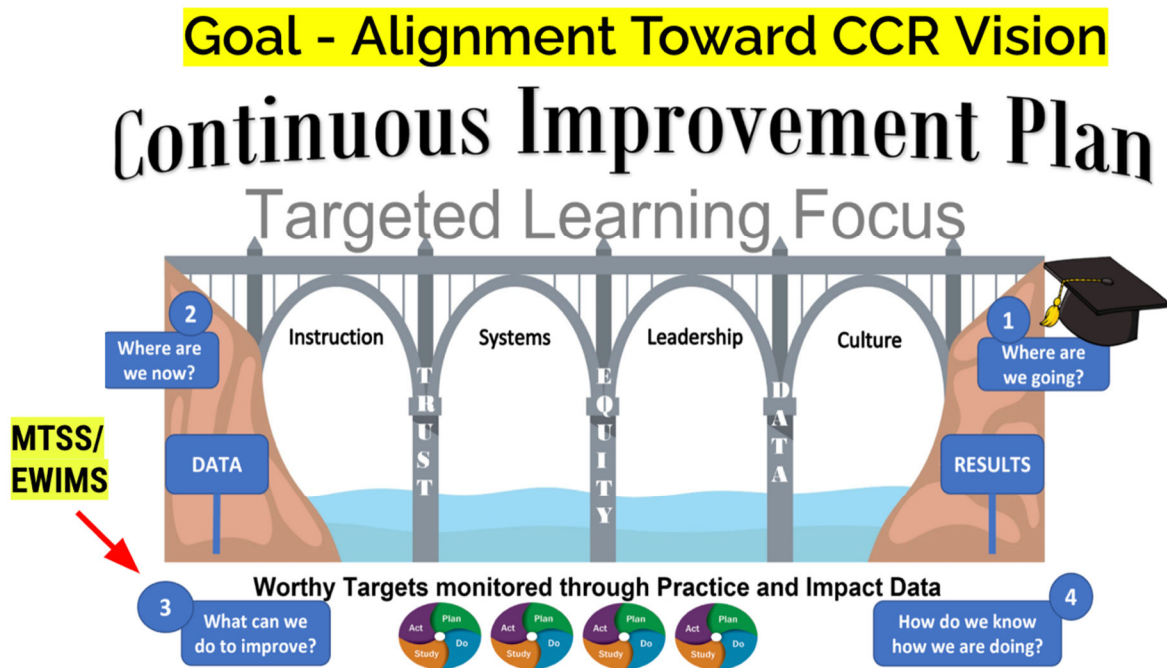 Goal - Alignment Toward CCR Vision
Continuous Improvement Plan
Targeted Learning Focus
2
Where are
we now?
Instruction
Systems
Leadership
Culture
1
Where are
we going?
TRUST
EQUITY
DATA
MTSS/
EWIMS
DATA
RESULTS
Worthy Targets monitored through Practice and Impact Data
3
What can we
do to improve?
Act
Plan
Study
Do
Act
Plan
Study
Do
Act
Plan
Study
Do
Act
Plan
Study
Do
4
How do we know
how we are doing?